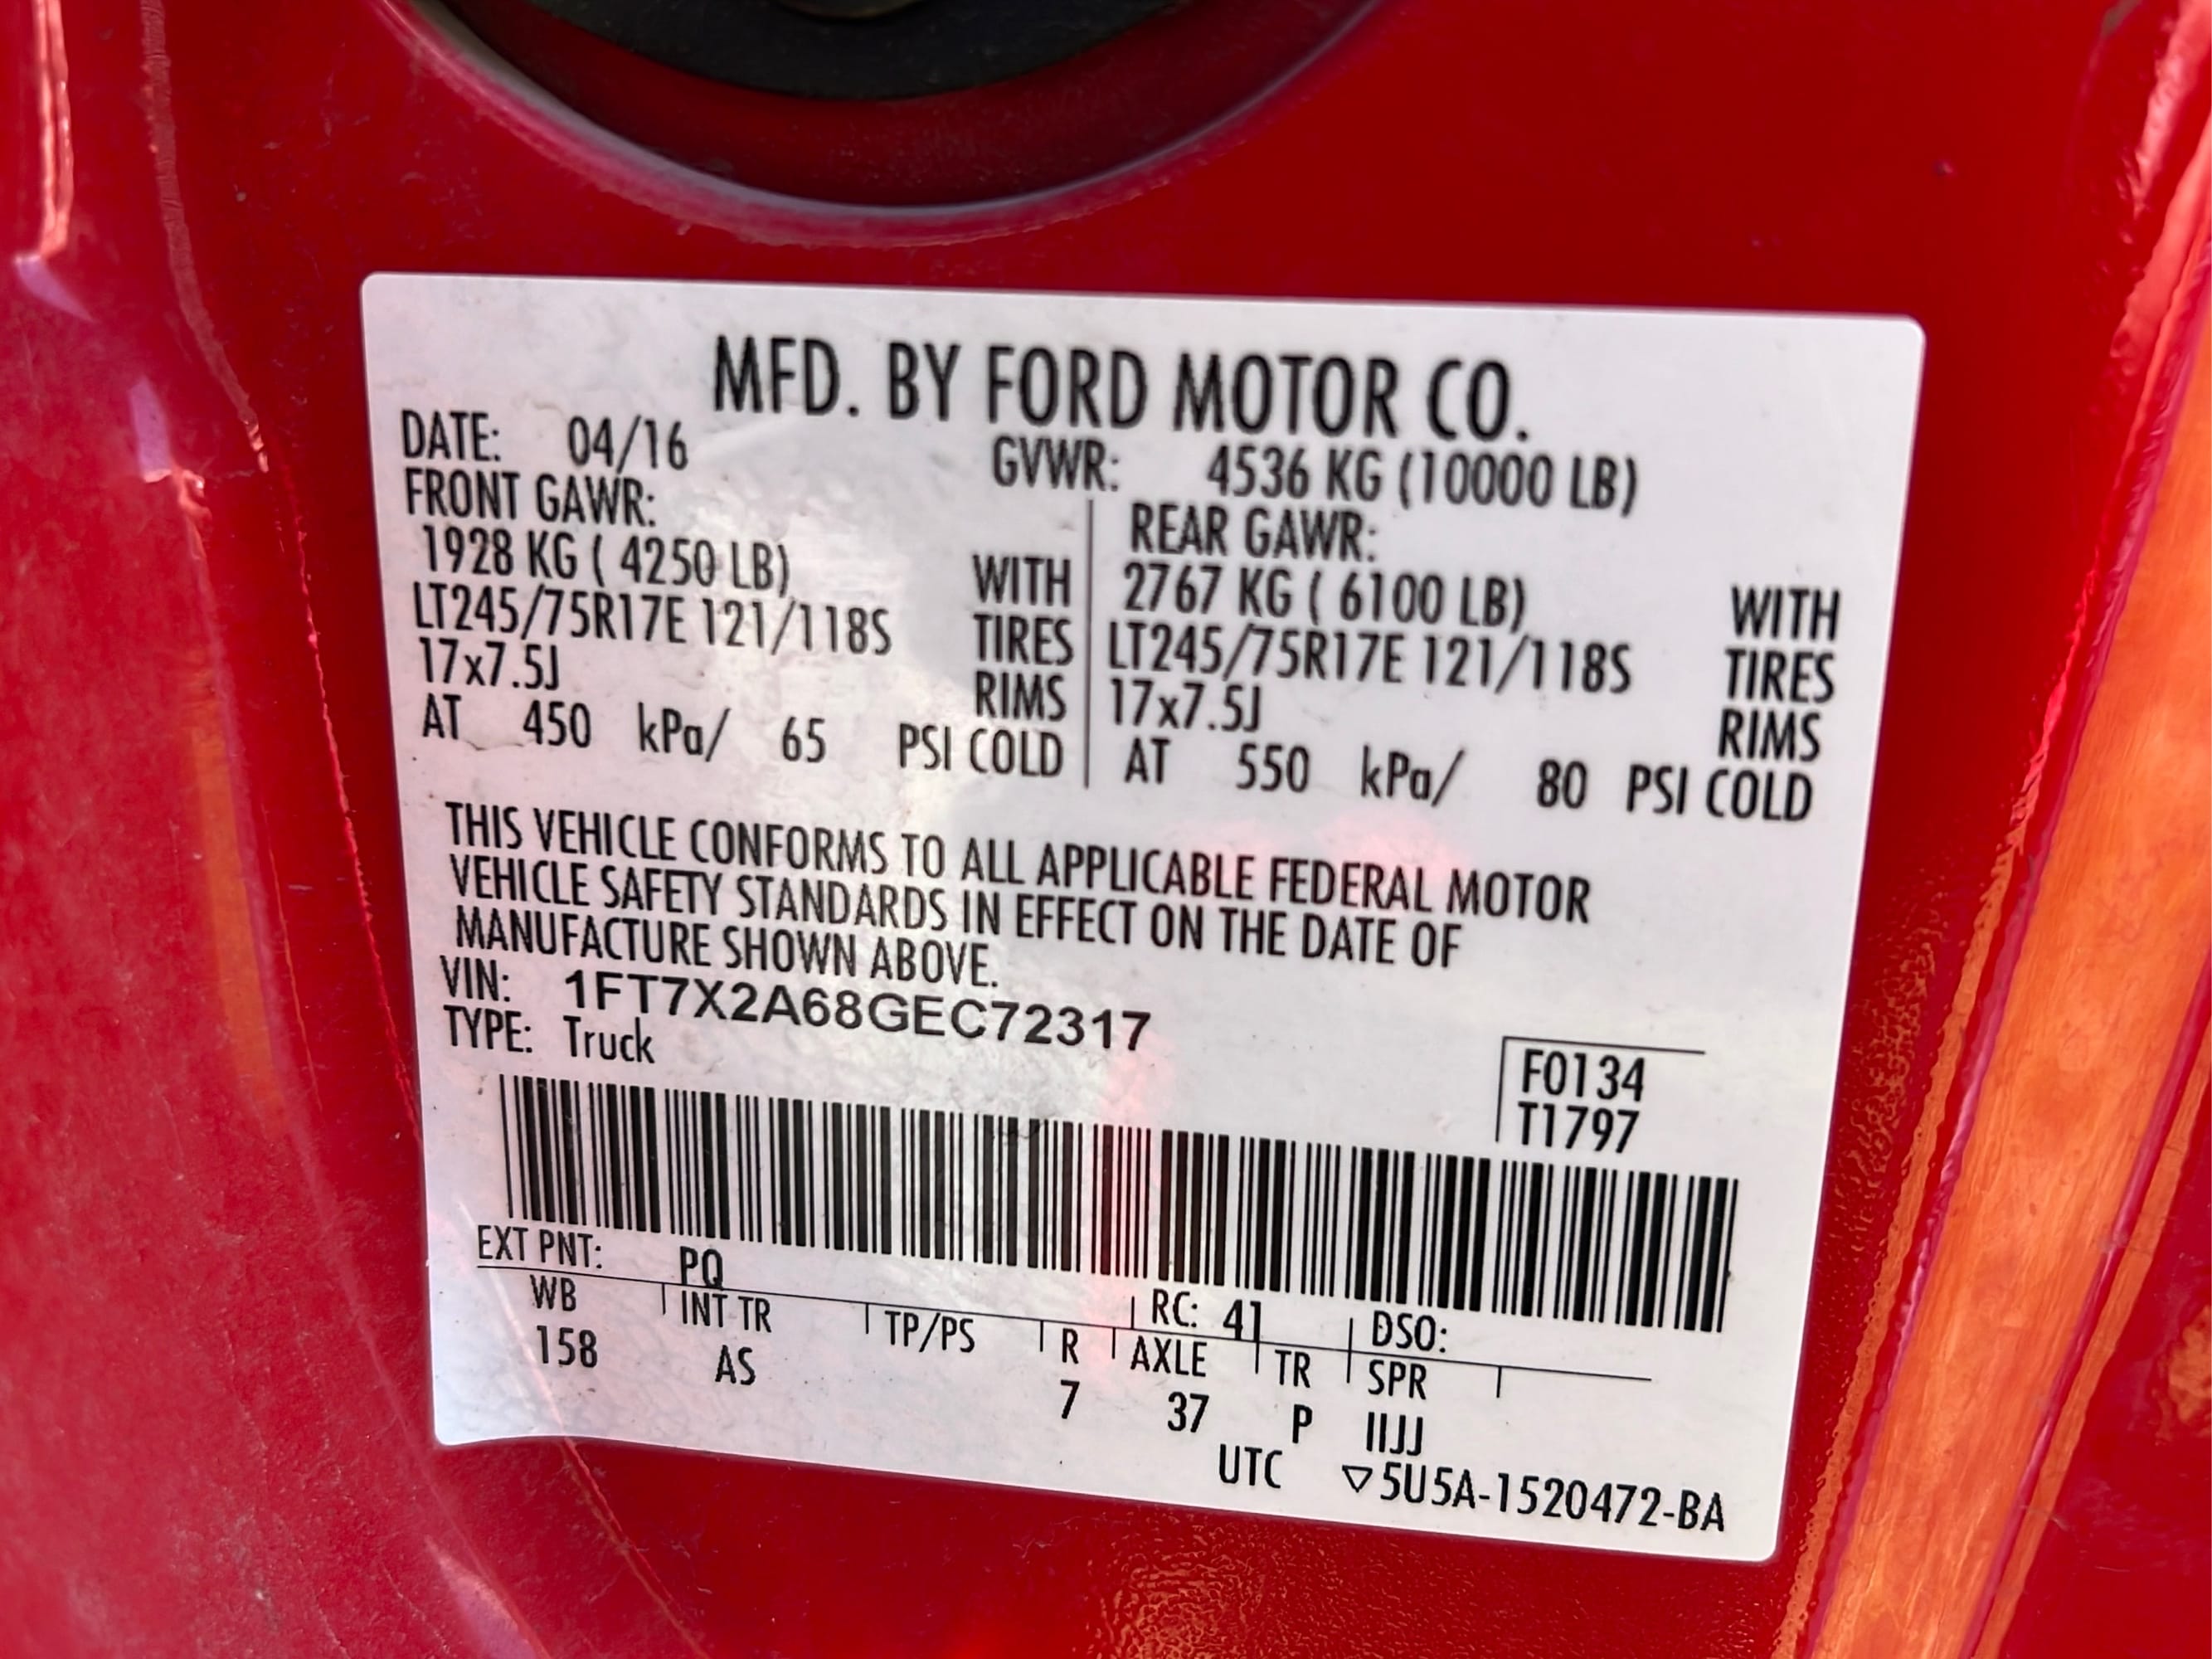 MFD. BY FORD MOTOR CO.
DATE: 04/16 GVWR: 4536 KG (10000 LB)
FRONT GAWR: REAR GAWR:
1928 KG ( 4250 LB) WITH 2767 KG ( 6100 LB) WITH
LT245/75R17E 121/118S TIRES LT245/75R17E 121/118S TIRES
17x7.5J RIMS 17x7.5J RIMS
AT 450 kPa/ 65 PSI COLD AT 550 kPa/ 80 PSI COLD
THIS VEHICLE CONFORMS TO ALL APPLICABLE FEDERAL MOTOR
VEHICLE SAFETY STANDARDS IN EFFECT ON THE DATE OF
MANUFACTURE SHOWN ABOVE.
VIN: 1FT7X2A68GEC72317
TYPE: Truck
F0134
T1797
EXT PNT: PQ RC: 41 DSO:
WB INT TR TP/PS R AXLE TR SPR
158 AS 7 37 P IIJJ
UTC ▽5U5A-1520472-BA